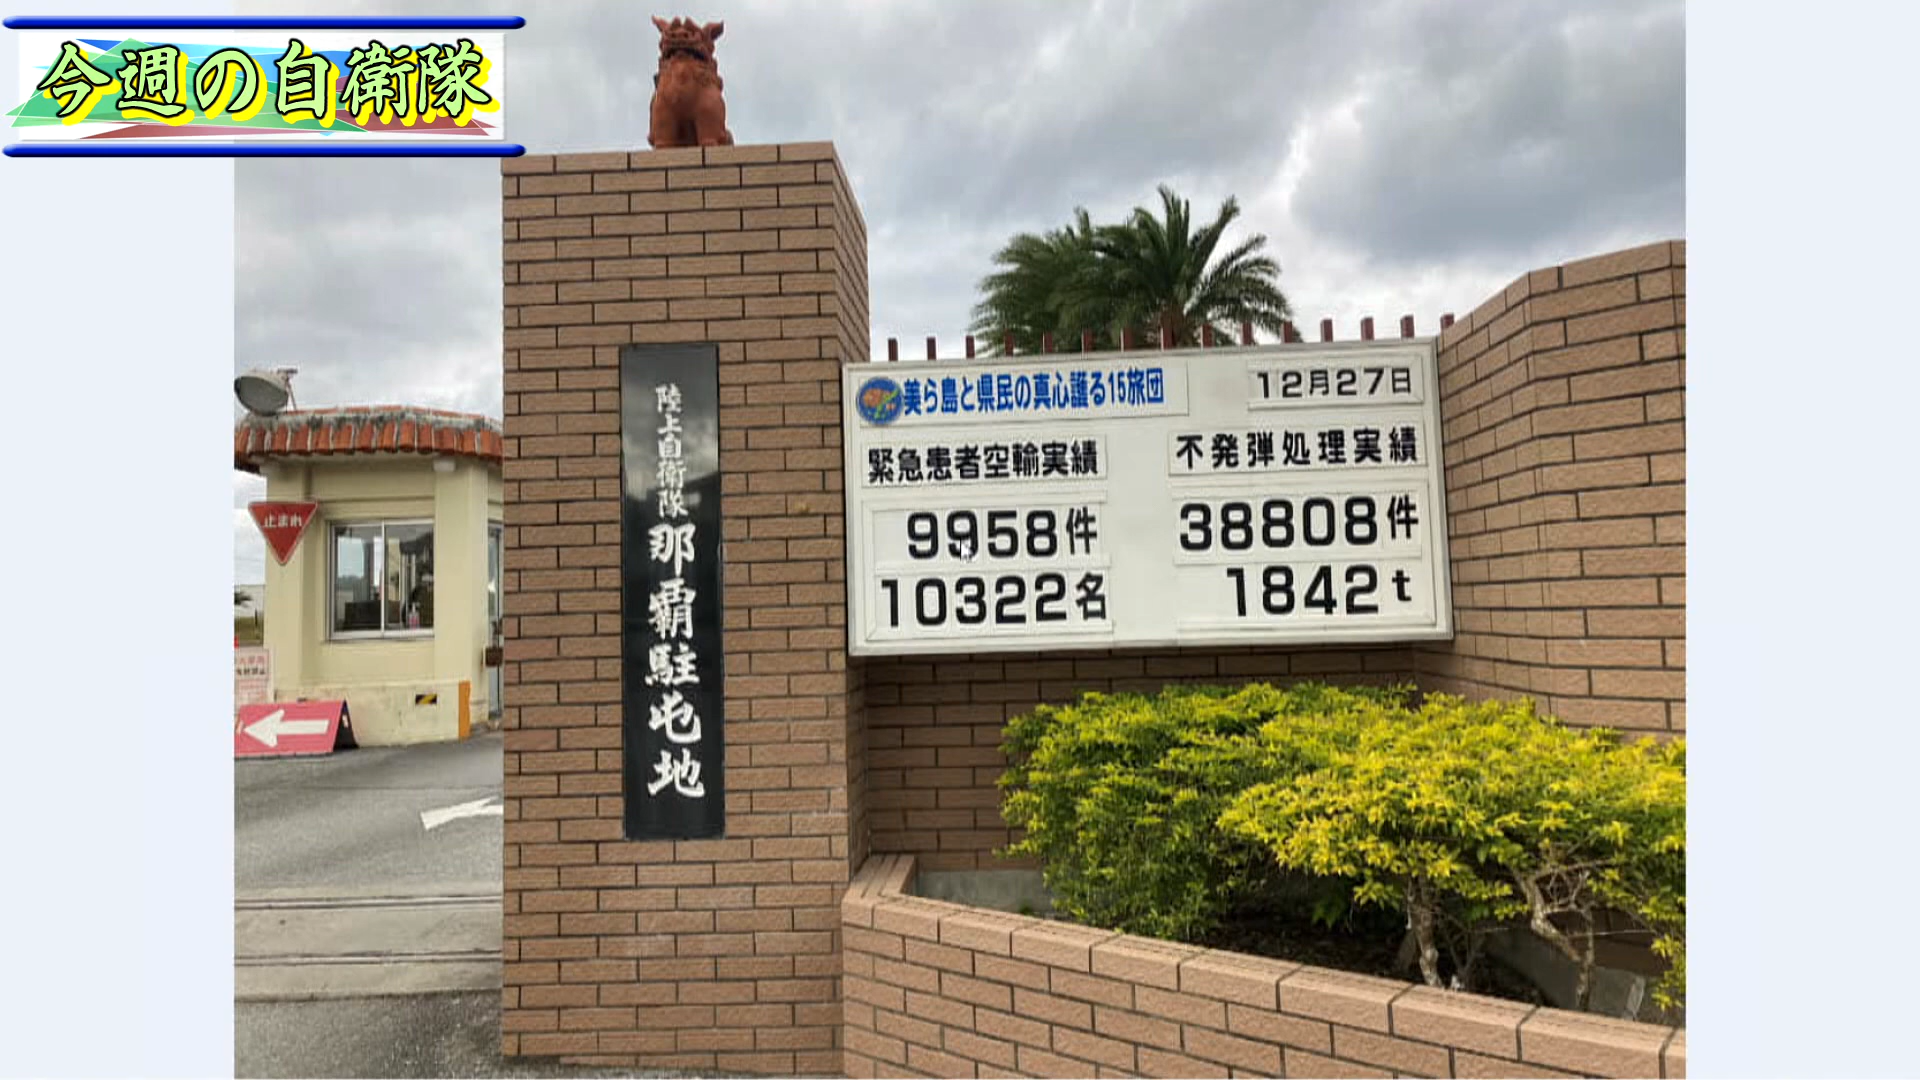 今週の自衛隊
陸上自衛隊 那覇駐屯地
美ら島と県民の真心護る15旅団
12月27日
緊急患者空輸実績
不発弾処理実績
9958件
38808件
10322名
1842t
止まれ